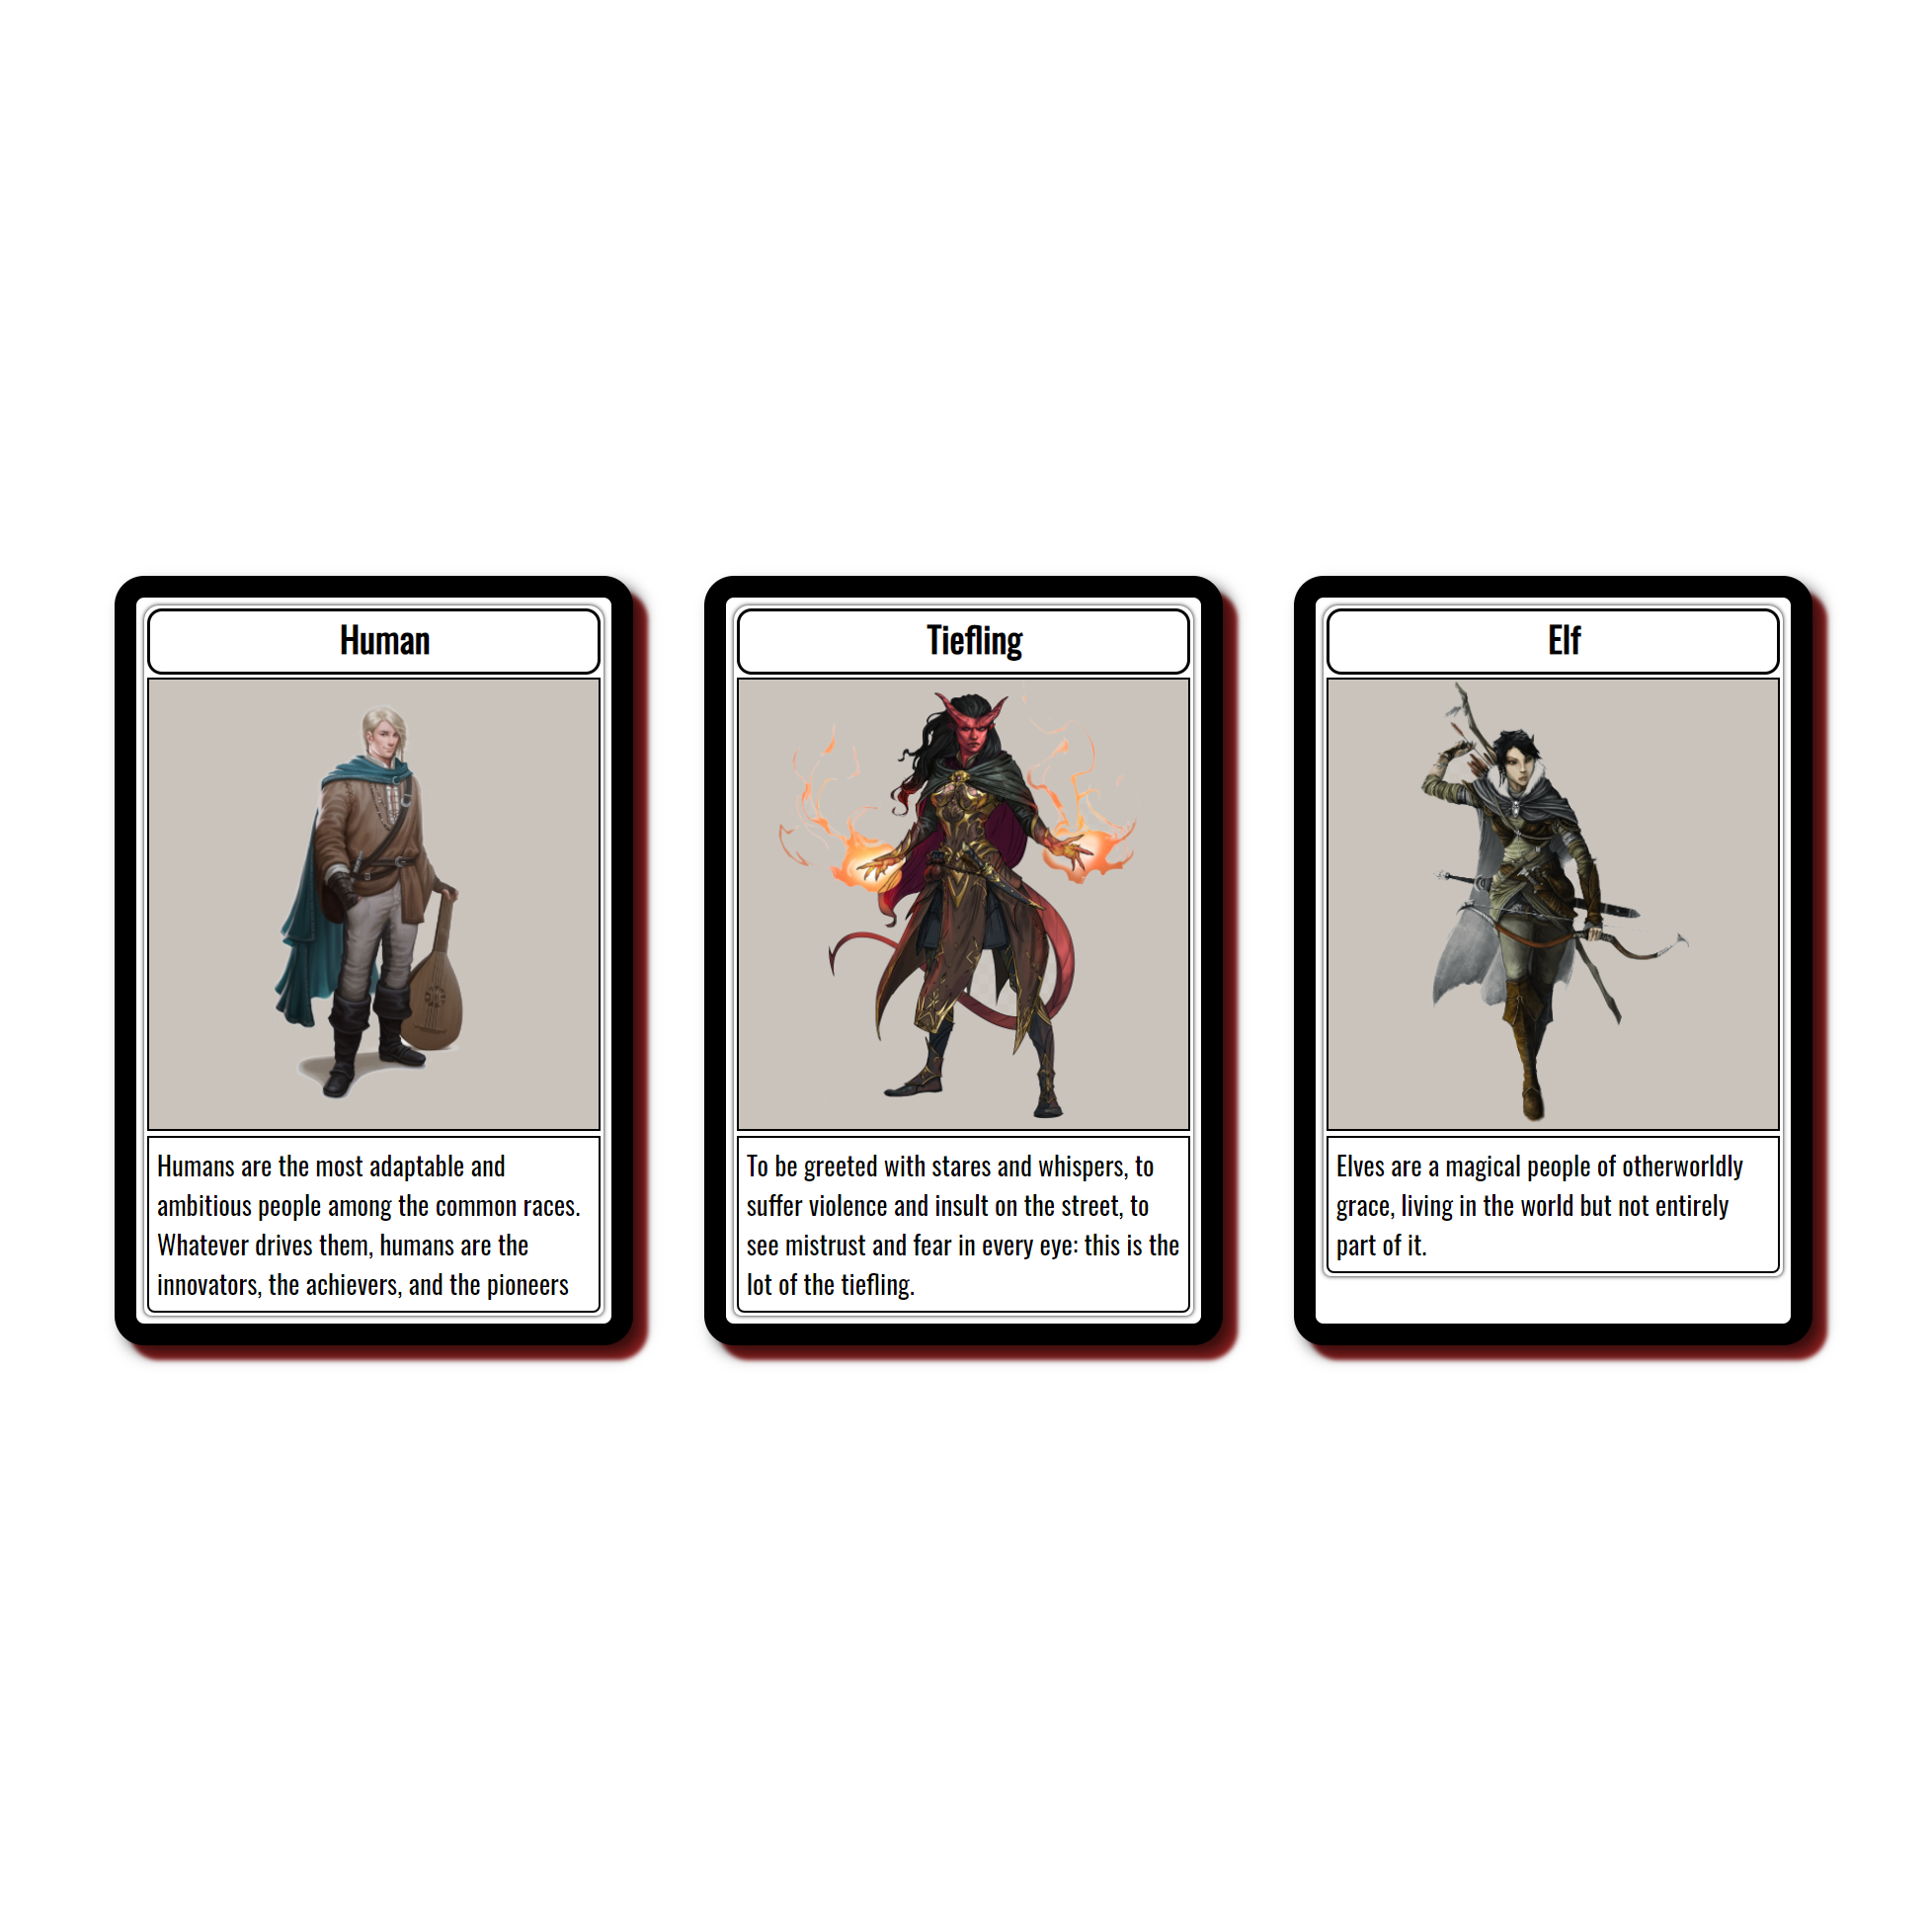 Human
Humans are the most adaptable and
ambitious people among the common races.
Whatever drives them, humans are the
innovators, the achievers, and the pioneers
Tiefling
To be greeted with stares and whispers, to
suffer violence and insult on the street, to
see mistrust and fear in every eye: this is the
lot of the tiefling.
Elf
Elves are a magical people of otherworldly
grace, living in the world but not entirely
part of it.